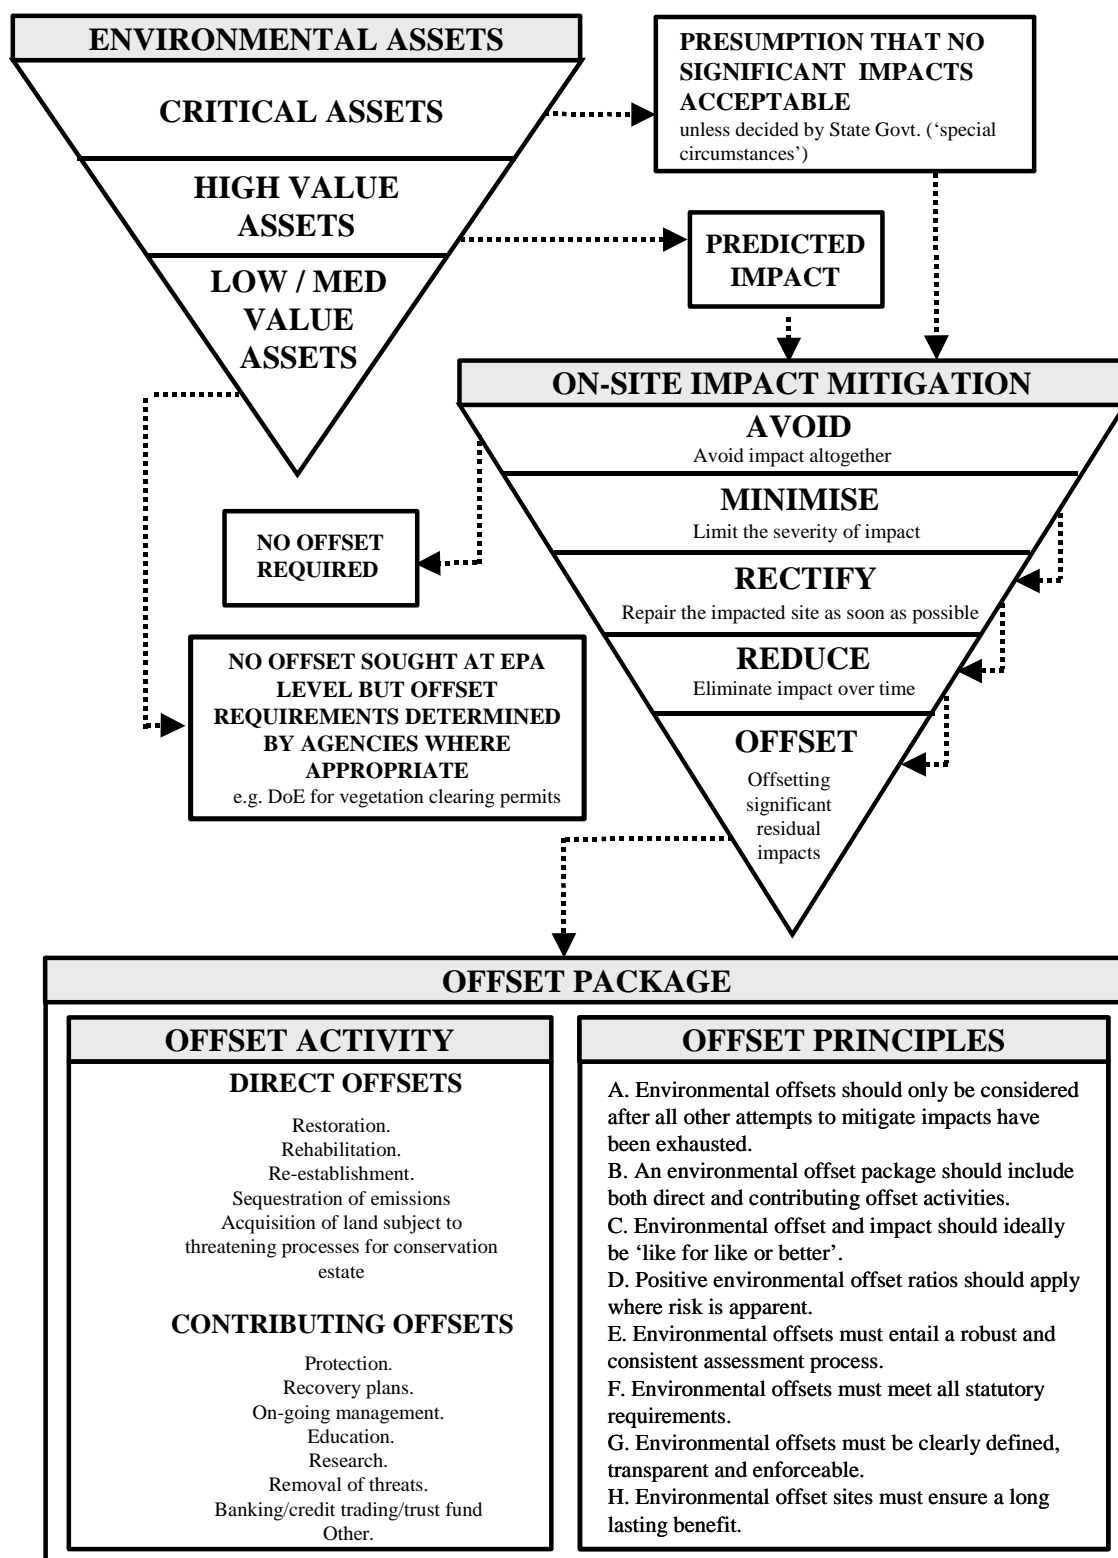 ENVIRONMENTAL ASSETS
CRITICAL ASSETS
HIGH VALUE
ASSETS
LOW / MED
VALUE
ASSETS
PRESUMPTION THAT NO
SIGNIFICANT IMPACTS
ACCEPTABLE
unless decided by State Govt. (‘special
circumstances’)
PREDICTED
IMPACT
ON-SITE IMPACT MITIGATION
AVOID
Avoid impact altogether
MINIMISE
Limit the severity of impact
RECTIFY
Repair the impacted site as soon as possible
REDUCE
Eliminate impact over time
OFFSET
Offsetting
significant
residual
impacts
NO OFFSET
REQUIRED
NO OFFSET SOUGHT AT EPA
LEVEL BUT OFFSET
REQUIREMENTS DETERMINED
BY AGENCIES WHERE
APPROPRIATE
e.g. DoE for vegetation clearing permits
OFFSET PACKAGE
OFFSET ACTIVITY
DIRECT OFFSETS
Restoration.
Rehabilitation.
Re-establishment.
Sequestration of emissions
Acquisition of land subject to
threatening processes for conservation
estate
CONTRIBUTING OFFSETS
Protection.
Recovery plans.
On-going management.
Education.
Research.
Removal of threats.
Banking/credit trading/trust fund
Other.
OFFSET PRINCIPLES
A. Environmental offsets should only be considered
after all other attempts to mitigate impacts have
been exhausted.
B. An environmental offset package should include
both direct and contributing offset activities.
C. Environmental offset and impact should ideally
be ‘like for like or better’.
D. Positive environmental offset ratios should apply
where risk is apparent.
E. Environmental offsets must entail a robust and
consistent assessment process.
F. Environmental offsets must meet all statutory
requirements.
G. Environmental offsets must be clearly defined,
transparent and enforceable.
H. Environmental offset sites must ensure a long
lasting benefit.